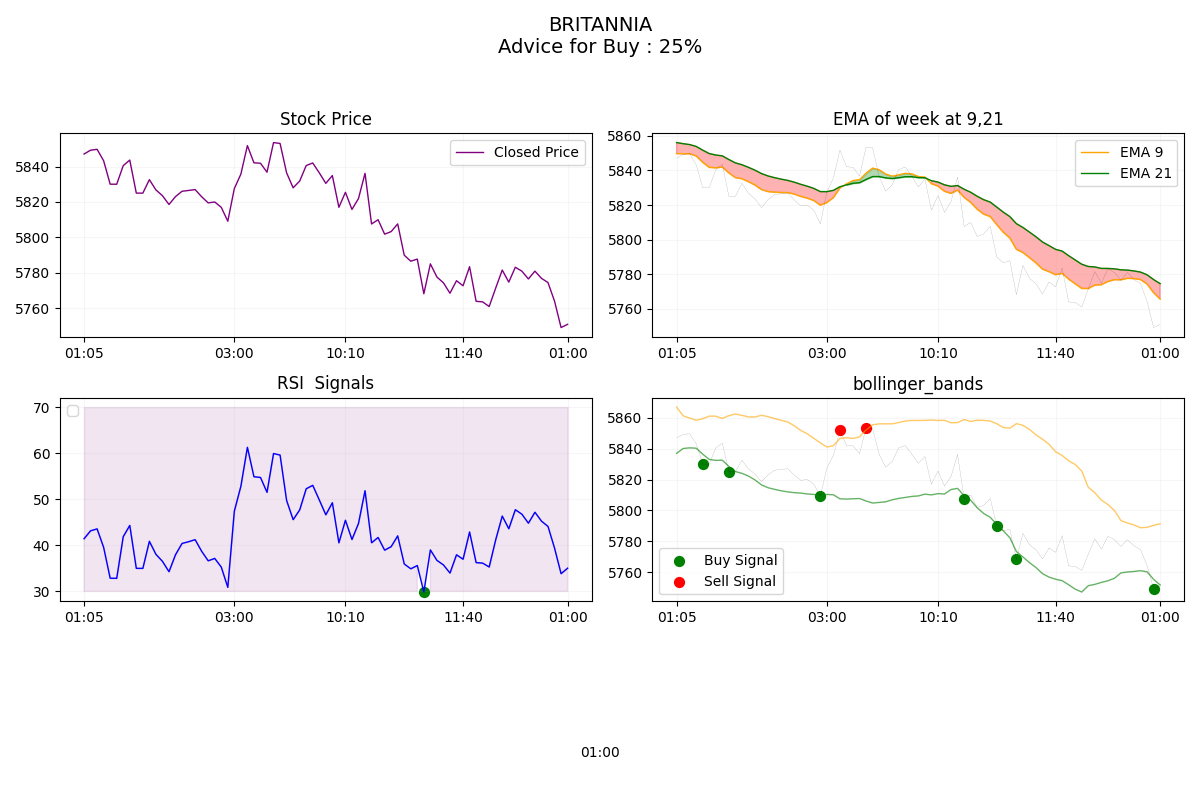 BRITANNIA
Advice for Buy : 25%
Stock Price
5840
5820
5800
5780
5760
Closed Price
01:05 03:00 10:10 11:40 01:00
EMA of week at 9,21
5860
5840
5820
5800
5780
5760
EMA 9
EMA 21
01:05 03:00 10:10 11:40 01:00
RSI  Signals
70
60
50
40
30
01:05 03:00 10:10 11:40 01:00
bollinger_bands
5860
5840
5820
5800
5780
5760
Buy Signal
Sell Signal
01:05 03:00 10:10 11:40 01:00
01:00